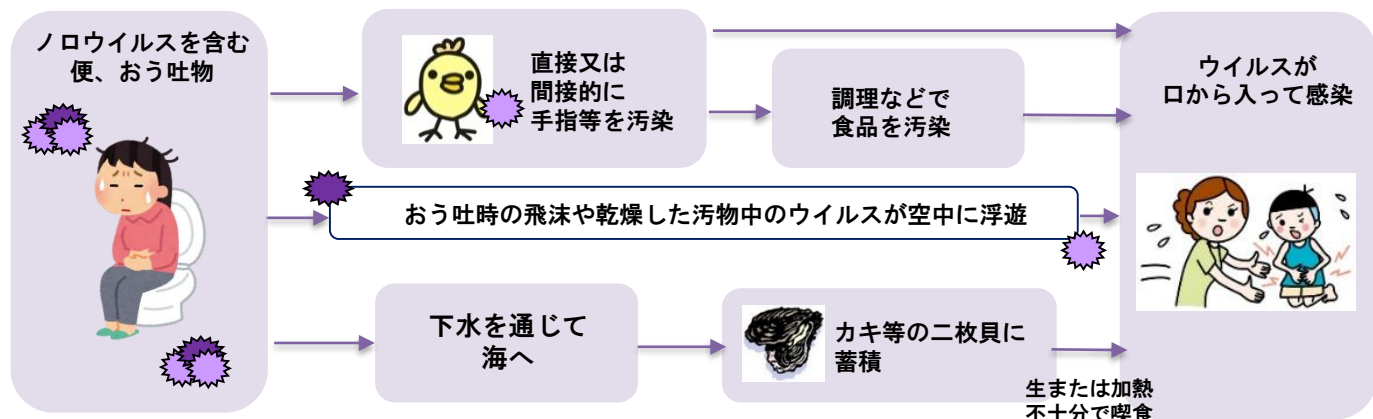 ノロウイルスを含む
便、おう吐物
直接又は
間接的に
手指等を汚染
調理などで
食品を汚染
ウイルスが
口から入って感染
おう吐時の飛沫や乾燥した汚物中のウイルスが空中に浮遊
下水を通じて
海へ
カキ等の二枚貝に
蓄積
生または加熱
不十分で喫食